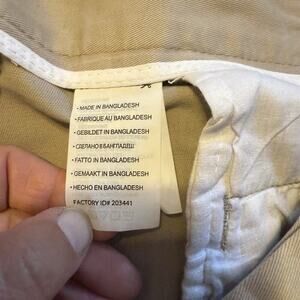 • MADE IN BANGLADESH
• FABRIQUE AU BANGLADESH
• GEBILDET IN BANGLADESH
• СДЕЛАНО В БАНГЛАДЕШ
• FATTO IN BANGLADESH
• GEMAAKT IN BANGLADESH
• HECHO EN BANGLADESH
FACTORY ID# 203441